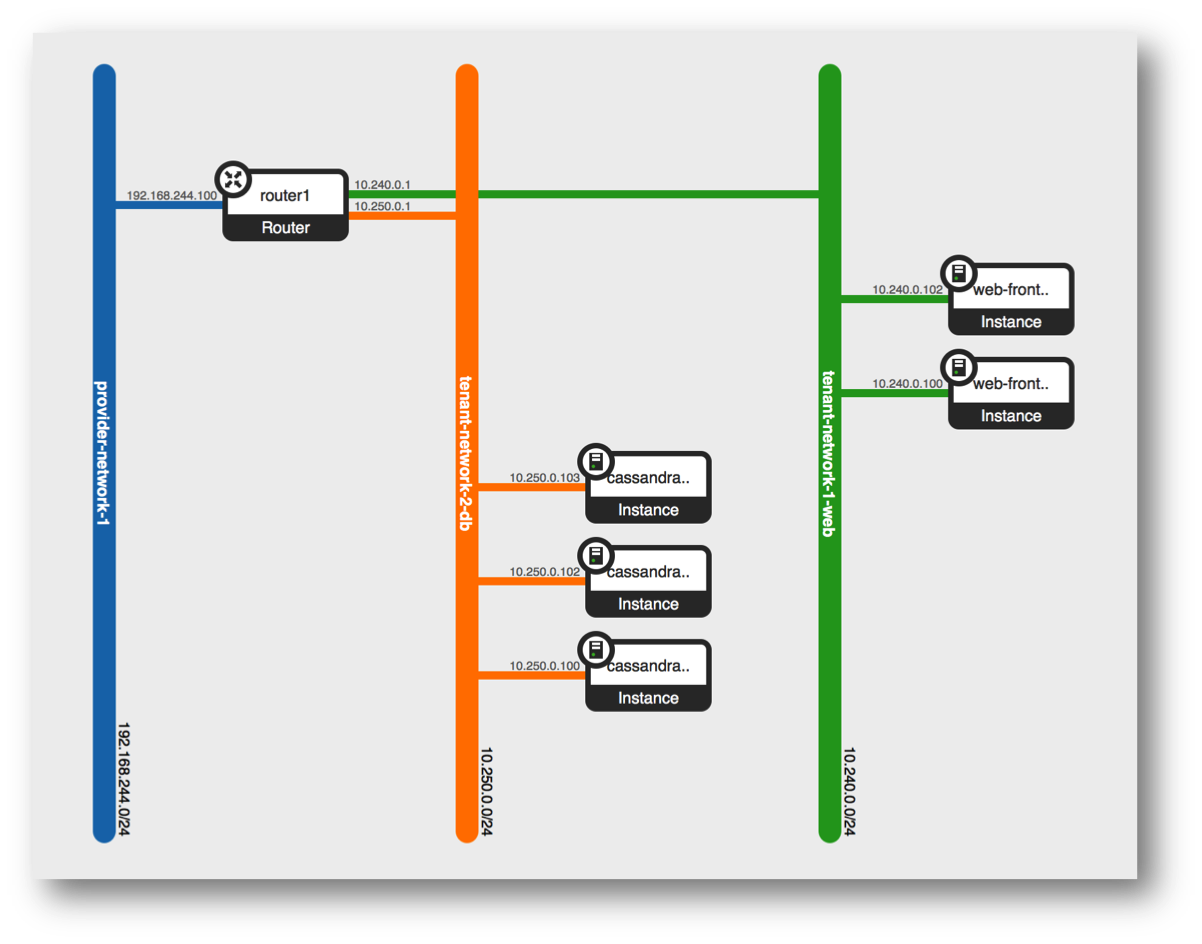 192.168.244.100
router1
Router
10.240.0.1
10.250.0.1
10.240.0.102
web-front..
Instance
10.240.0.100
web-front..
Instance
provider-network-1
tenant-network-2-db
tenant-network-1-web
10.250.0.103
cassandra..
Instance
10.250.0.102
cassandra..
Instance
10.250.0.100
cassandra..
Instance
192.168.244.0/24
10.250.0.0/24
10.240.0.0/24